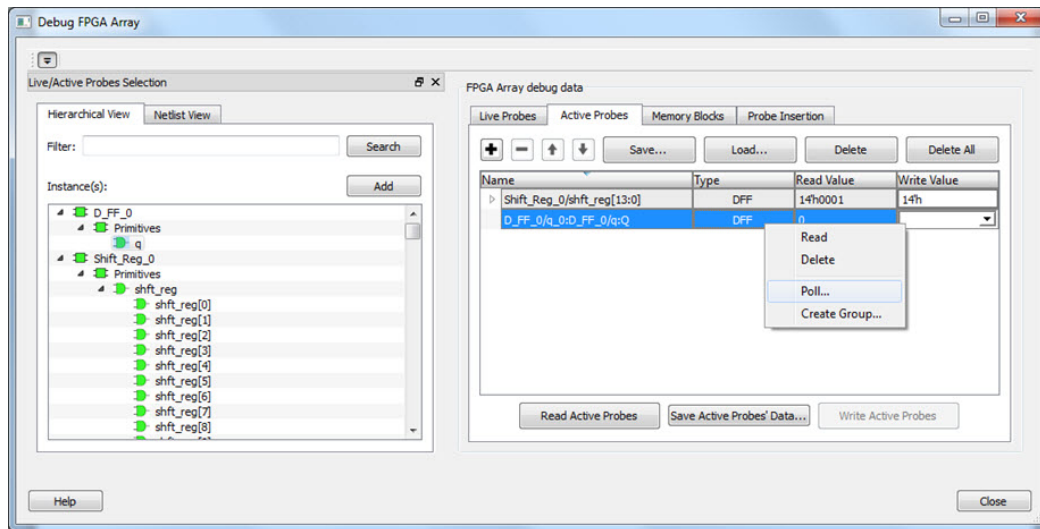 Debug FPGA Array
Live/Active Probes Selection
Hierarchical View Netlist View
Filter: Search
Instance(s): Add
D_FF_0
Primitives
q
Shift_Reg_0
Primitives
shft_reg
shft_reg[0]
shft_reg[1]
shft_reg[2]
shft_reg[3]
shft_reg[4]
shft_reg[5]
shft_reg[6]
shft_reg[7]
shft_reg[8]
FPGA Array debug data
Live Probes Active Probes Memory Blocks Probe Insertion
Save... Load... Delete Delete All
Name Type Read Value Write Value
Shift_Reg_0/shft_reg[13:0] DFF 14'h0001 14'h
D_FF_0/q_0:D_FF_0/q:Q DFF 0
Read
Delete
Poll...
Create Group...
Read Active Probes Save Active Probes' Data... Write Active Probes
Help Close